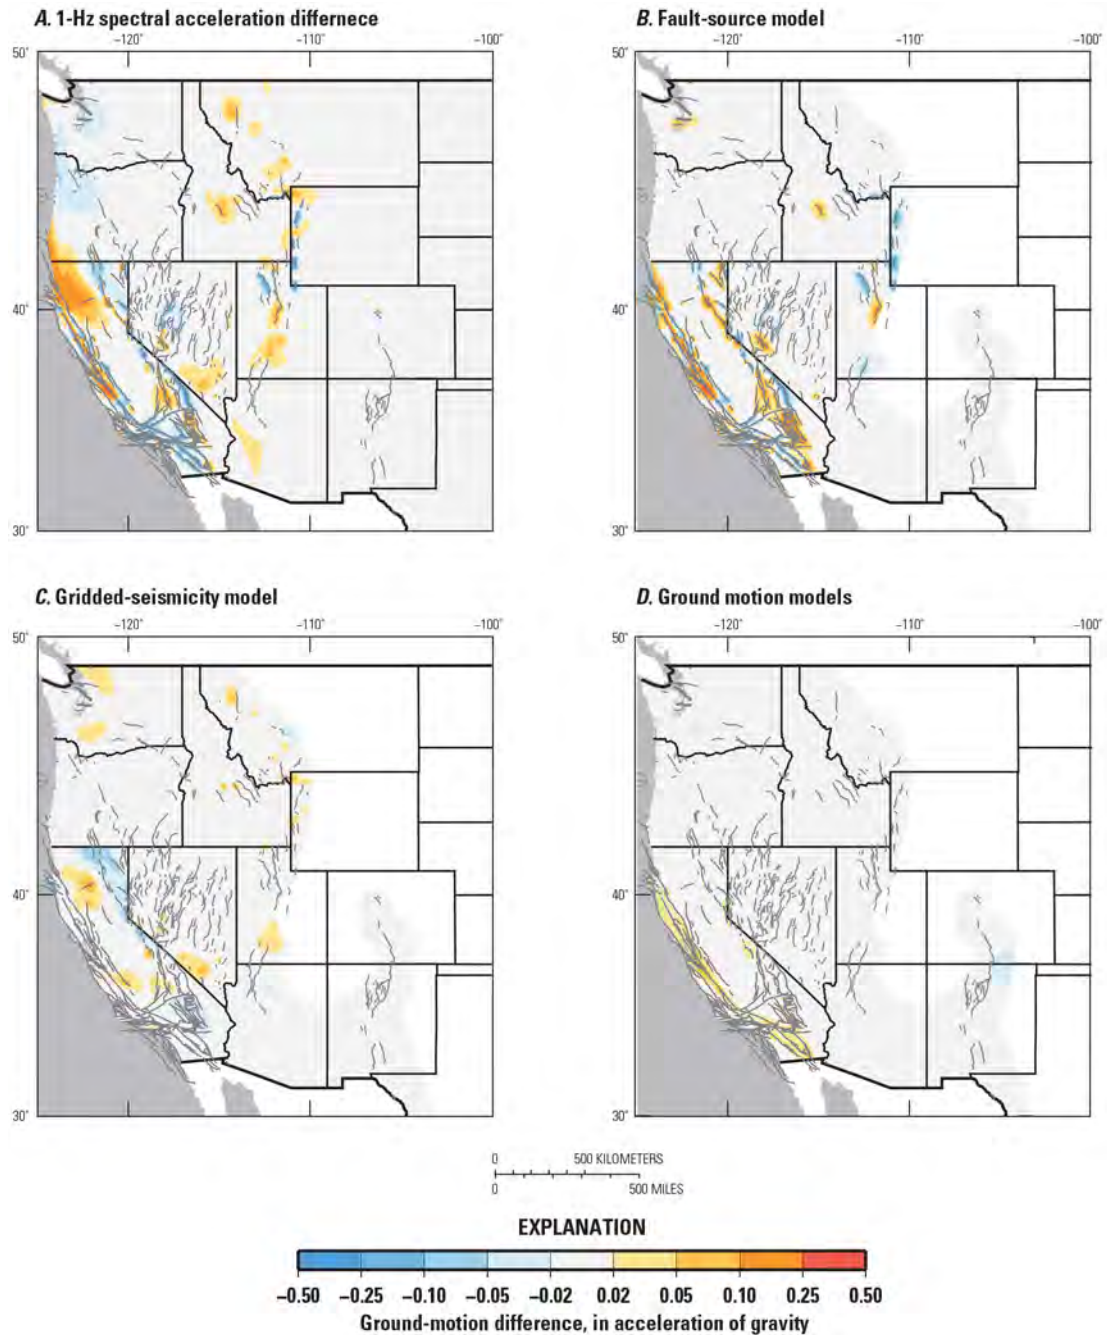 A. 1-Hz spectral acceleration differnece
−120° −110° −100°
50°
40°
30°
B. Fault-source model
−120° −110° −100°
50°
40°
30°
C. Gridded-seismicity model
−120° −110° −100°
50°
40°
30°
D. Ground motion models
−120° −110° −100°
50°
40°
30°
0 500 KILOMETERS
0 500 MILES
EXPLANATION
−0.50 −0.25 −0.10 −0.05 −0.02 0.02 0.05 0.10 0.25 0.50
Ground-motion difference, in acceleration of gravity